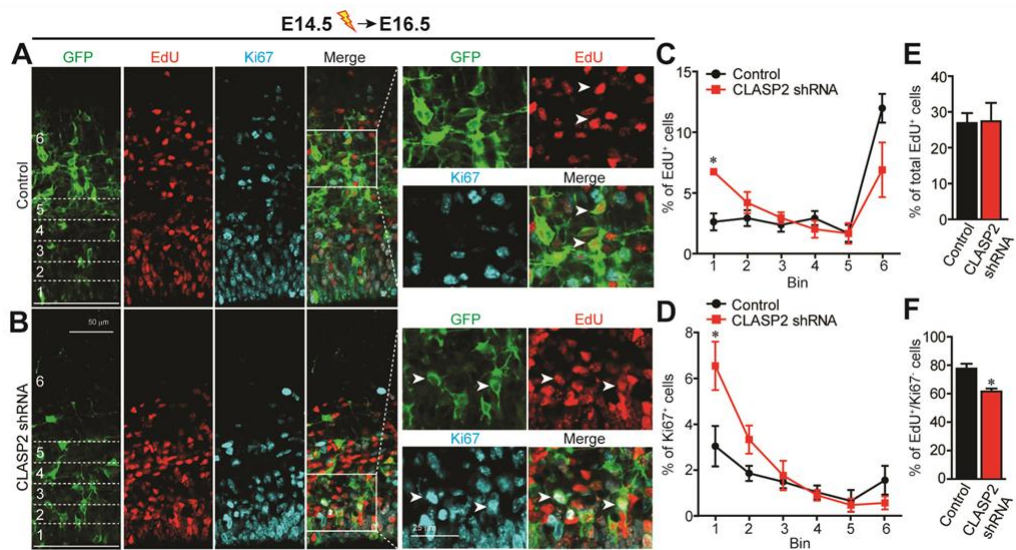 E14.5 → E16.5
A
GFP EdU Ki67 Merge
GFP EdU
Control
6
5
4
3
2
1
Ki67 Merge
B
50 µm
CLASP2 shRNA
6
5
4
3
2
1
GFP EdU
Ki67 Merge
25 µm
C
Control
CLASP2 shRNA
% of EdU⁺ cells
15
10
5
0
*
1 2 3 4 5 6
Bin
D
Control
CLASP2 shRNA
% of Ki67⁺ cells
8
6
4
2
0
*
1 2 3 4 5 6
Bin
E
% of total EdU⁺ cells
40
30
20
10
0
Control
CLASP2
shRNA
F
% of EdU⁺/Ki67⁻ cells
100
80
60
40
20
0
*
Control
CLASP2
shRNA